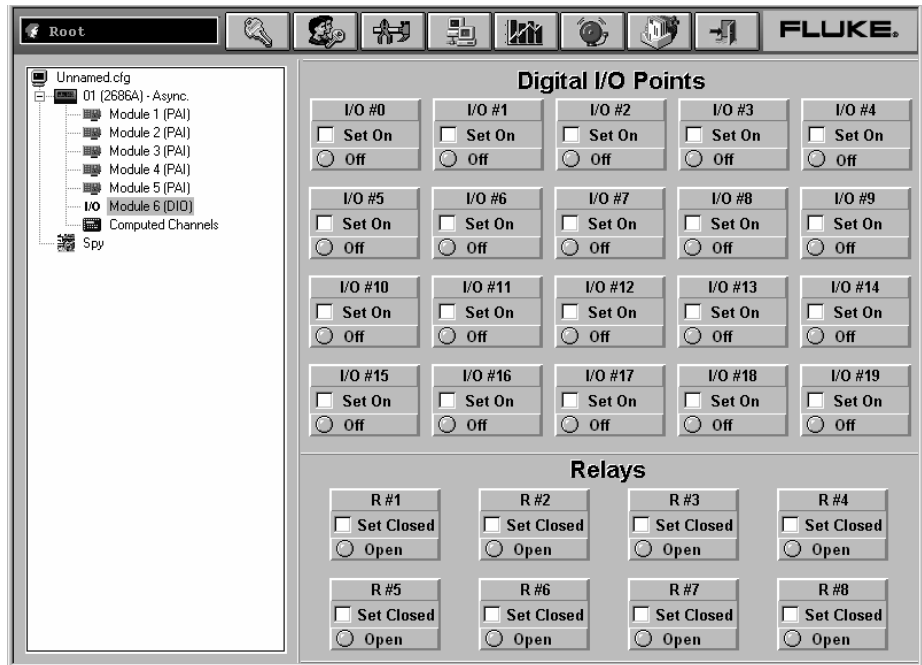 Root
FLUKE®
Unnamed.cfg
01 (2686A) - Async.
Module 1 (PAI)
Module 2 (PAI)
Module 3 (PAI)
Module 4 (PAI)
Module 5 (PAI)
I/O Module 6 (DIO)
Computed Channels
Spy
Digital I/O Points
I/O #0 I/O #1 I/O #2 I/O #3 I/O #4
Set On Set On Set On Set On Set On
Off Off Off Off Off
I/O #5 I/O #6 I/O #7 I/O #8 I/O #9
Set On Set On Set On Set On Set On
Off Off Off Off Off
I/O #10 I/O #11 I/O #12 I/O #13 I/O #14
Set On Set On Set On Set On Set On
Off Off Off Off Off
I/O #15 I/O #16 I/O #17 I/O #18 I/O #19
Set On Set On Set On Set On Set On
Off Off Off Off Off
Relays
R #1 R #2 R #3 R #4
Set Closed Set Closed Set Closed Set Closed
Open Open Open Open
R #5 R #6 R #7 R #8
Set Closed Set Closed Set Closed Set Closed
Open Open Open Open